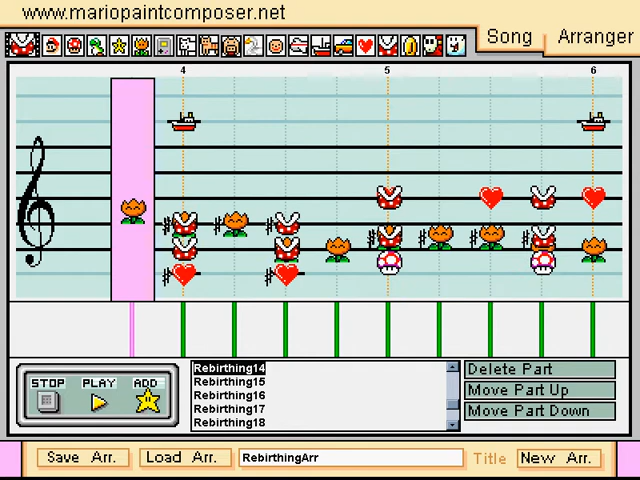 www.mariopaintcomposer.net
Song
Arranger
4 5 6
STOP PLAY ADD
Rebirthing14
Rebirthing15
Rebirthing16
Rebirthing17
Rebirthing18
Delete Part
Move Part Up
Move Part Down
Save Arr. Load Arr. RebirthingArr Title New Arr.